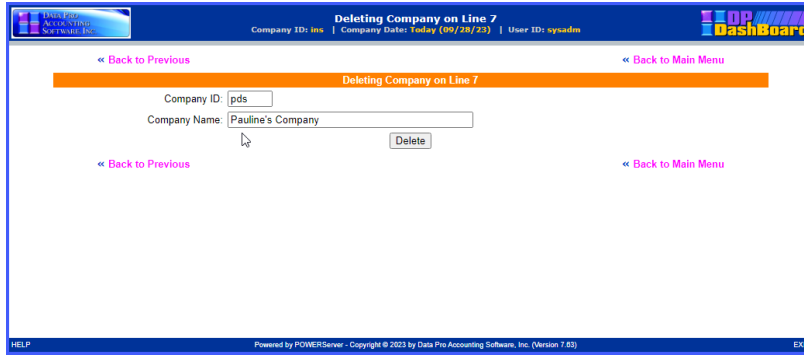 DATA PRO
ACCOUNTING
SOFTWARE, INC
Deleting Company on Line 7
Company ID: ins | Company Date: Today (09/28/23) | User ID: sysadm
DP
DashBoard
« Back to Previous
« Back to Main Menu
Deleting Company on Line 7
Company ID: pds
Company Name: Pauline's Company
Delete
« Back to Previous
« Back to Main Menu
HELP
Powered by POWERServer - Copyright © 2023 by Data Pro Accounting Software, Inc. (Version 7.63)
EX